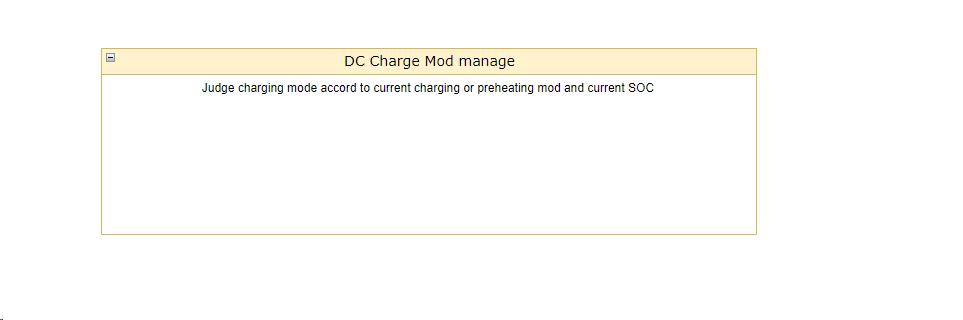 DC Charge Mod manage
Judge charging mode accord to current charging or preheating mod and current SOC